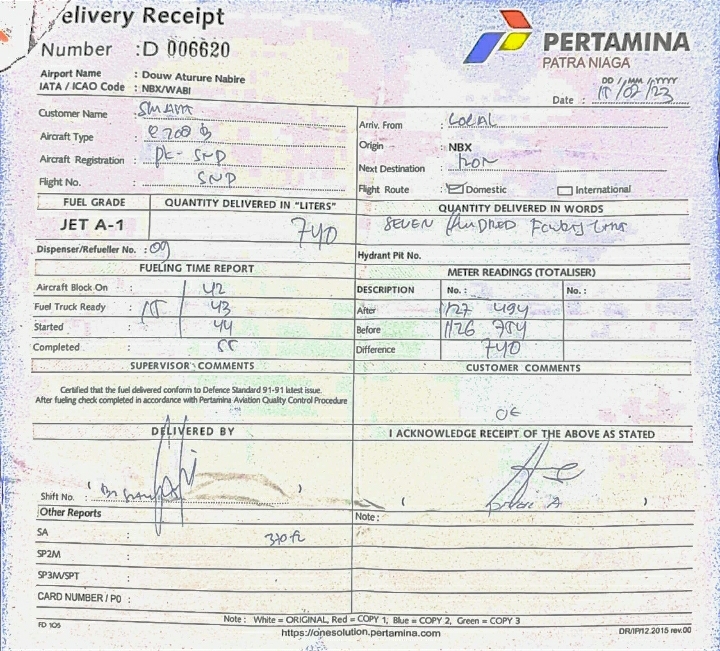 elivery Receipt
Number : D 006620
PERTAMINA
PATRA NIAGA
Airport Name : Douw Aturure Nabire
IATA / ICAO Code : NBX/WABI
DD / MM / YYYY
Date : 15/02/23
Customer Name : SMART
Aircraft Type : C 208 B
Aircraft Registration : PK - SND
Flight No. : SND
Arriv. From : LOCAL
Origin : NBX
Next Destination :
Flight Route : Domestic International
FUEL GRADE QUANTITY DELIVERED IN "LITERS" QUANTITY DELIVERED IN WORDS
JET A-1 740 SEVEN HUNDRED
Dispenser/Refueller No. : 09
Hydrant Pit No.
FUELING TIME REPORT
Aircraft Block On : 42
Fuel Truck Ready : 15 43
Started : 44
Completed : 55
METER READINGS (TOTALISER)
DESCRIPTION No. : No. :
After 1127 494
Before 1126 754
Difference 740
SUPERVISOR COMMENTS
Certified that the fuel delivered conform to Defence Standard 91-91 latest issue.
After fueling check completed in accordance with Pertamina Aviation Quality Control Procedure
CUSTOMER COMMENTS
OK
DELIVERED BY
Shift No. :
I ACKNOWLEDGE RECEIPT OF THE ABOVE AS STATED
Other Reports
SA :
SP2M :
SP3M/SPT :
CARD NUMBER / PO :
Note :
FD 105
Note : White = ORIGINAL, Red = COPY 1, Blue = COPY 2, Green = COPY 3
https://onesolution.pertamina.com
DR/IP/12.2015 rev.00